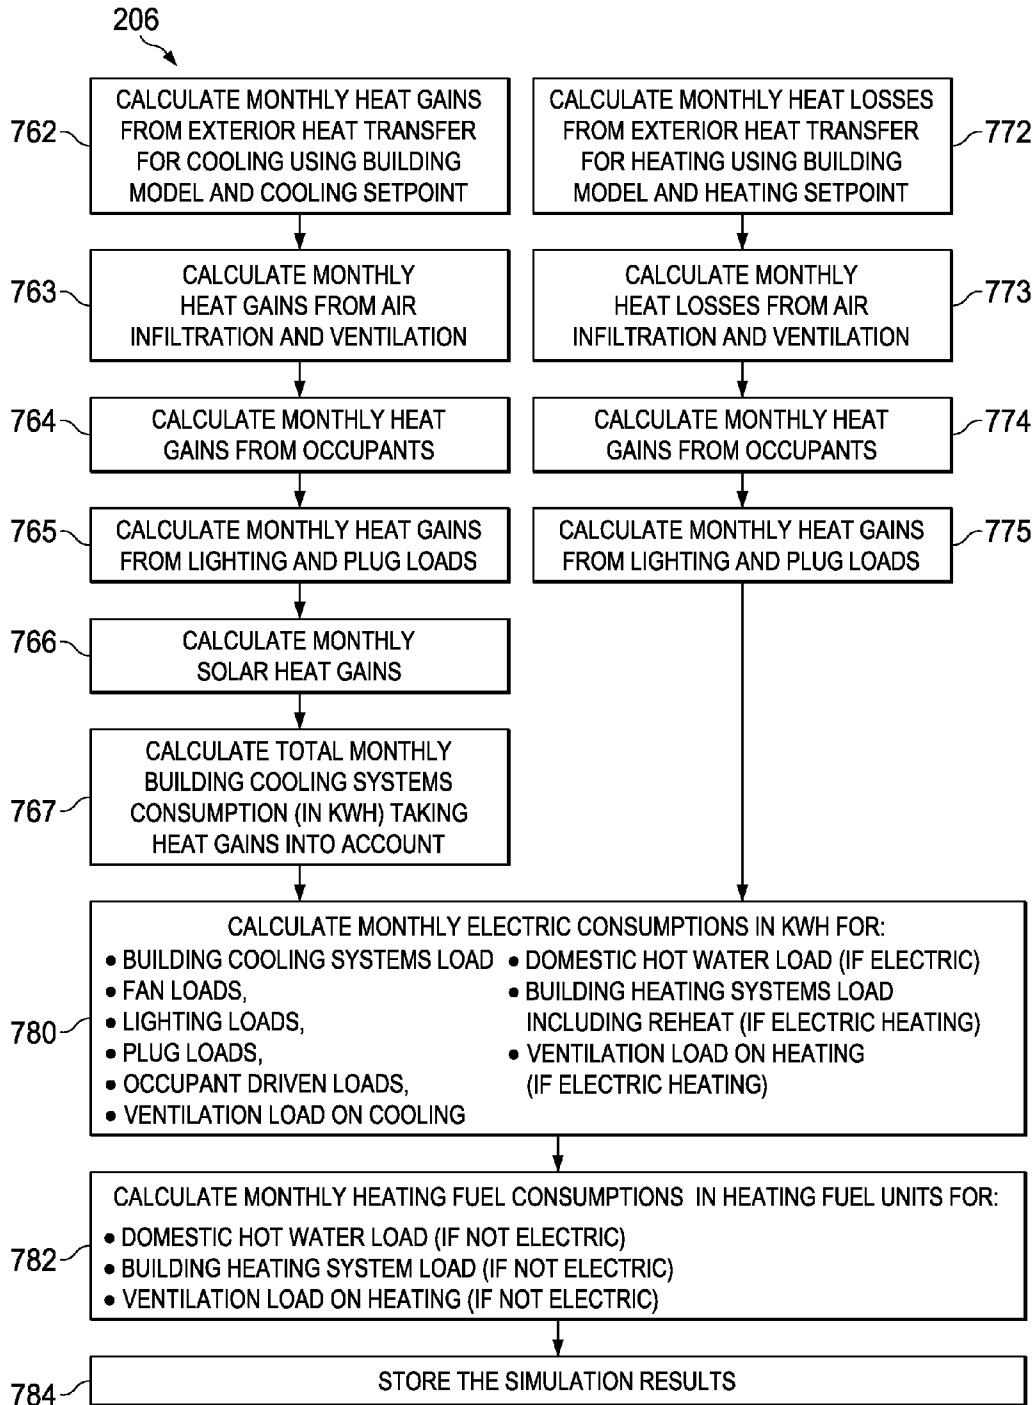 206
762
CALCULATE MONTHLY HEAT GAINS
FROM EXTERIOR HEAT TRANSFER
FOR COOLING USING BUILDING
MODEL AND COOLING SETPOINT
CALCULATE MONTHLY HEAT LOSSES
FROM EXTERIOR HEAT TRANSFER
FOR HEATING USING BUILDING
MODEL AND HEATING SETPOINT
772
763
CALCULATE MONTHLY
HEAT GAINS FROM AIR
INFILTRATION AND VENTILATION
CALCULATE MONTHLY
HEAT LOSSES FROM AIR
INFILTRATION AND VENTILATION
773
764
CALCULATE MONTHLY HEAT
GAINS FROM OCCUPANTS
CALCULATE MONTHLY HEAT
GAINS FROM OCCUPANTS
774
765
CALCULATE MONTHLY HEAT GAINS
FROM LIGHTING AND PLUG LOADS
CALCULATE MONTHLY HEAT GAINS
FROM LIGHTING AND PLUG LOADS
775
766
CALCULATE MONTHLY
SOLAR HEAT GAINS
767
CALCULATE TOTAL MONTHLY
BUILDING COOLING SYSTEMS
CONSUMPTION (IN KWH) TAKING
HEAT GAINS INTO ACCOUNT
780
CALCULATE MONTHLY ELECTRIC CONSUMPTIONS IN KWH FOR:
• BUILDING COOLING SYSTEMS LOAD
• FAN LOADS,
• LIGHTING LOADS,
• PLUG LOADS,
• OCCUPANT DRIVEN LOADS,
• VENTILATION LOAD ON COOLING
• DOMESTIC HOT WATER LOAD (IF ELECTRIC)
• BUILDING HEATING SYSTEMS LOAD
INCLUDING REHEAT (IF ELECTRIC HEATING)
• VENTILATION LOAD ON HEATING
(IF ELECTRIC HEATING)
782
CALCULATE MONTHLY HEATING FUEL CONSUMPTIONS IN HEATING FUEL UNITS FOR:
• DOMESTIC HOT WATER LOAD (IF NOT ELECTRIC)
• BUILDING HEATING SYSTEM LOAD (IF NOT ELECTRIC)
• VENTILATION LOAD ON HEATING (IF NOT ELECTRIC)
784
STORE THE SIMULATION RESULTS